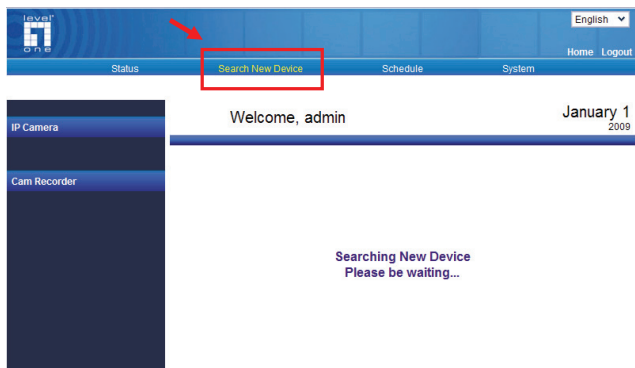 level
one
English
Home Logout
Status Search New Device Schedule System
IP Camera
Welcome, admin
January 1
2009
Cam Recorder
Searching New Device
Please be waiting...